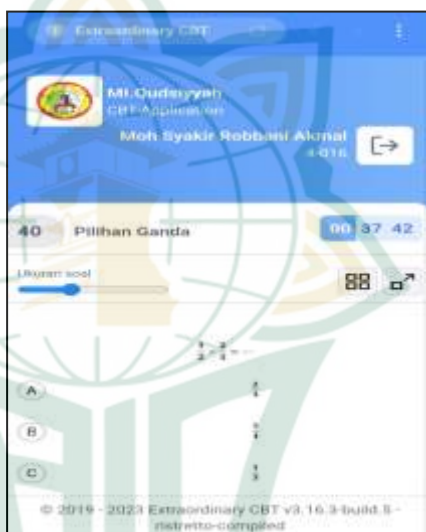 Extraordinary CBT
MI.Qudsiyyah
CBT-Application
Moh Syakir Robbani Akmal
40 Pilihan Ganda 00 37 42
Ukuran soal
A
B
C
© 2019 - 2023 Extraordinary CBT v3.16.3-build.5 -
ristretto-compiled